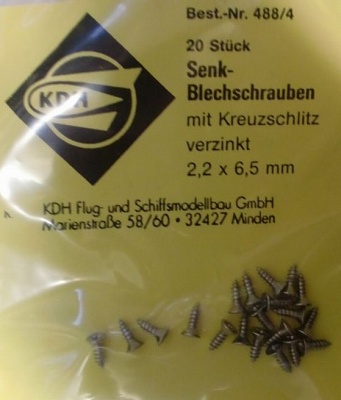 Best.-Nr. 488/4
20 Stück
Senk-
Blechschrauben
mit Kreuzschlitz
verzinkt
2,2 x 6,5 mm
KDH
KDH Flug- und Schiffsmodellbau GmbH
Marienstraße 58/60 • 32427 Minden